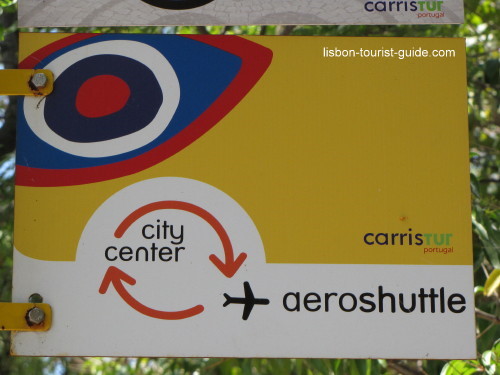 carristur
portugal
lisbon-tourist-guide.com
city
center
carristur
portugal
aeroshuttle